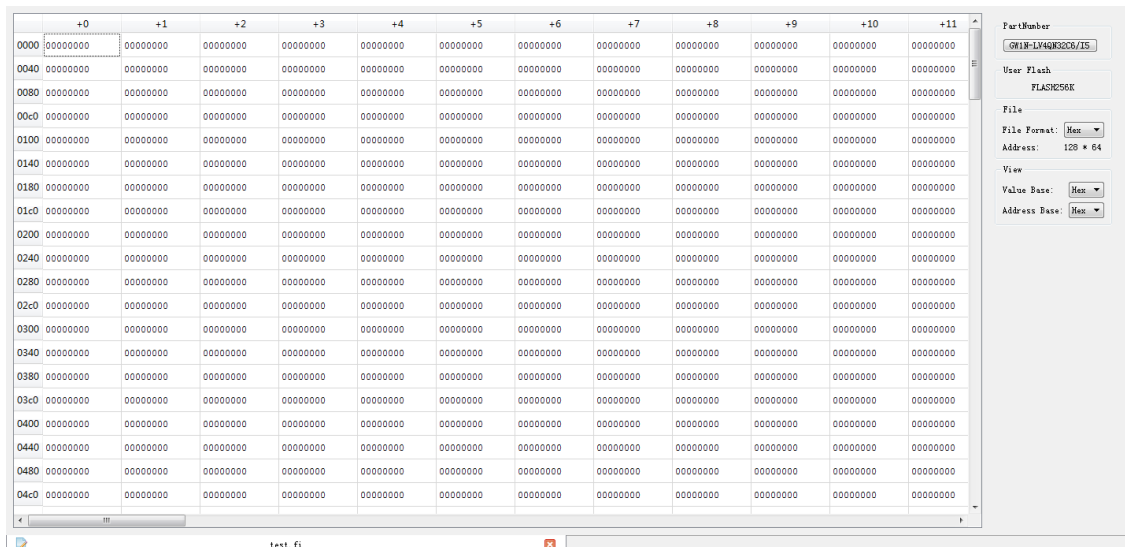 +0 +1 +2 +3 +4 +5 +6 +7 +8 +9 +10 +11
0000 00000000 00000000 00000000 00000000 00000000 00000000 00000000 00000000 00000000 00000000 00000000 00000000
0040 00000000 00000000 00000000 00000000 00000000 00000000 00000000 00000000 00000000 00000000 00000000 00000000
0080 00000000 00000000 00000000 00000000 00000000 00000000 00000000 00000000 00000000 00000000 00000000 00000000
00c0 00000000 00000000 00000000 00000000 00000000 00000000 00000000 00000000 00000000 00000000 00000000 00000000
0100 00000000 00000000 00000000 00000000 00000000 00000000 00000000 00000000 00000000 00000000 00000000 00000000
0140 00000000 00000000 00000000 00000000 00000000 00000000 00000000 00000000 00000000 00000000 00000000 00000000
0180 00000000 00000000 00000000 00000000 00000000 00000000 00000000 00000000 00000000 00000000 00000000 00000000
01c0 00000000 00000000 00000000 00000000 00000000 00000000 00000000 00000000 00000000 00000000 00000000 00000000
0200 00000000 00000000 00000000 00000000 00000000 00000000 00000000 00000000 00000000 00000000 00000000 00000000
0240 00000000 00000000 00000000 00000000 00000000 00000000 00000000 00000000 00000000 00000000 00000000 00000000
0280 00000000 00000000 00000000 00000000 00000000 00000000 00000000 00000000 00000000 00000000 00000000 00000000
02c0 00000000 00000000 00000000 00000000 00000000 00000000 00000000 00000000 00000000 00000000 00000000 00000000
0300 00000000 00000000 00000000 00000000 00000000 00000000 00000000 00000000 00000000 00000000 00000000 00000000
0340 00000000 00000000 00000000 00000000 00000000 00000000 00000000 00000000 00000000 00000000 00000000 00000000
0380 00000000 00000000 00000000 00000000 00000000 00000000 00000000 00000000 00000000 00000000 00000000 00000000
03c0 00000000 00000000 00000000 00000000 00000000 00000000 00000000 00000000 00000000 00000000 00000000 00000000
0400 00000000 00000000 00000000 00000000 00000000 00000000 00000000 00000000 00000000 00000000 00000000 00000000
0440 00000000 00000000 00000000 00000000 00000000 00000000 00000000 00000000 00000000 00000000 00000000 00000000
0480 00000000 00000000 00000000 00000000 00000000 00000000 00000000 00000000 00000000 00000000 00000000 00000000
04c0 00000000 00000000 00000000 00000000 00000000 00000000 00000000 00000000 00000000 00000000 00000000 00000000
PartNumber
GW1N-LV4QN32C6/I5
User Flash
FLASH256K
File
File Format: Hex
Address: 128 * 64
View
Value Base: Hex
Address Base: Hex
test.fi